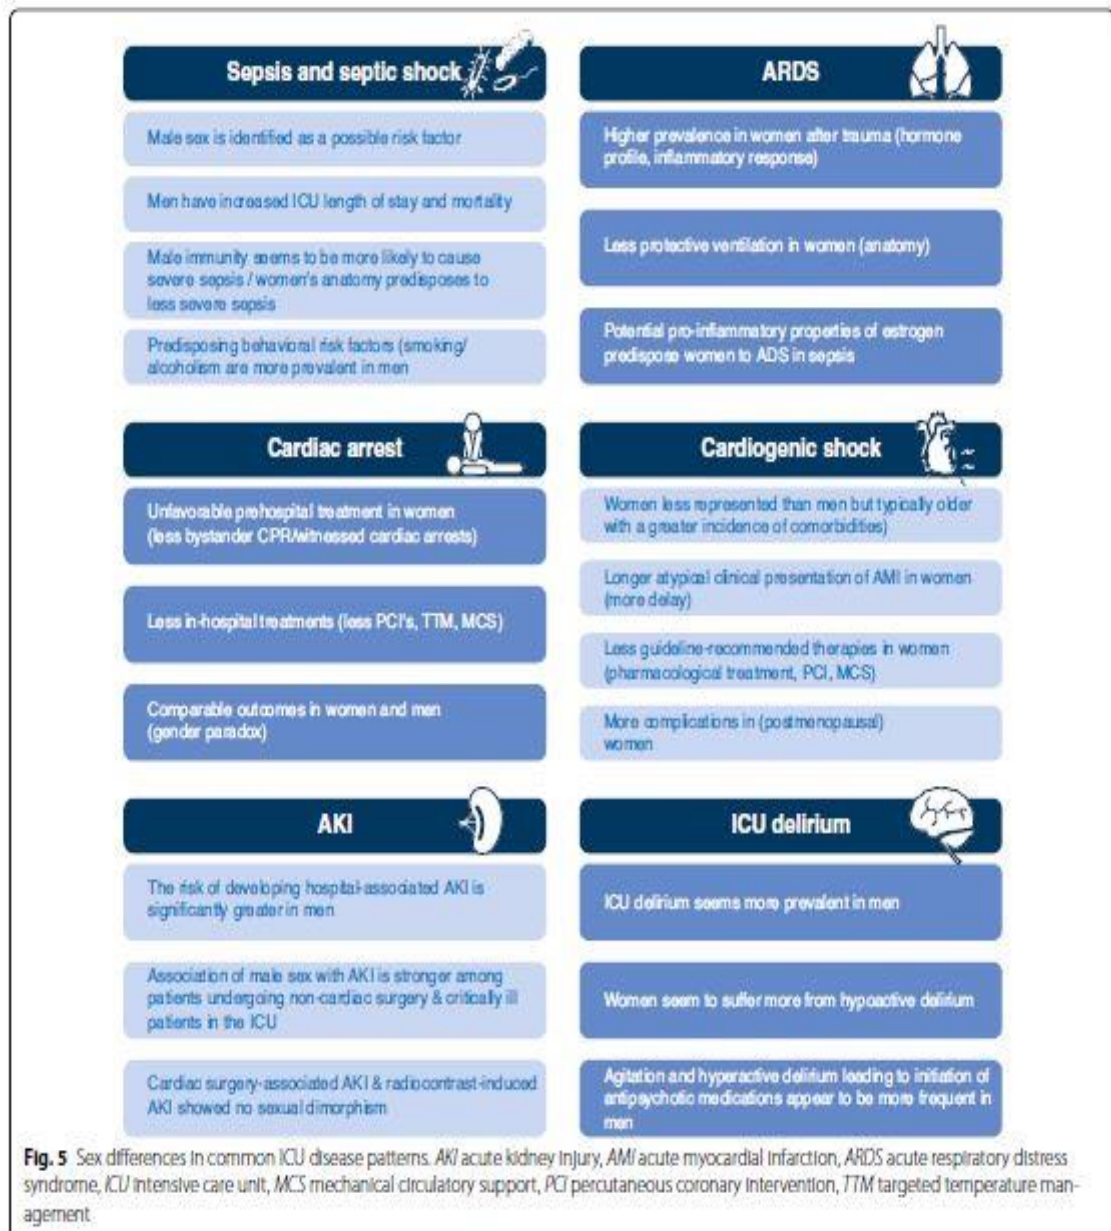 Sepsis and septic shock
Male sex is identified as a possible risk factor
Men have increased ICU length of stay and mortality
Male immunity seems to be more likely to cause
severe sepsis / women's anatomy predisposes to
less severe sepsis
Predisposing behavioral risk factors (smoking/
alcoholism are more prevalent in men
ARDS
Higher prevalence in women after trauma (hormone
profile, inflammatory response)
Less protective ventilation in women (anatomy)
Potential pro-inflammatory properties of estrogen
predispose women to ADS in sepsis
Cardiac arrest
Unfavorable prehospital treatment in women
(less bystander CPR/witnessed cardiac arrests)
Less in-hospital treatments (less PCI's, TTM, MCS)
Comparable outcomes in women and men
(gender paradox)
Cardiogenic shock
Women less represented than men but typically older
with a greater incidence of comorbidities)
Longer atypical clinical presentation of AMI in women
(more delay)
Less guideline-recommended therapies in women
(pharmacological treatment, PCI, MCS)
More complications in (postmenopausal)
women
AKI
The risk of developing hospital-associated AKI is
significantly greater in men
Association of male sex with AKI is stronger among
patients undergoing non-cardiac surgery & critically ill
patients in the ICU
Cardiac surgery-associated AKI & radiocontrast-induced
AKI showed no sexual dimorphism
ICU delirium
ICU delirium seems more prevalent in men
Women seem to suffer more from hypoactive delirium
Agitation and hyperactive delirium leading to initiation of
antipsychotic medications appear to be more frequent in
men
Fig. 5 Sex differences in common ICU disease patterns. AKI acute kidney injury, AMI acute myocardial infarction, ARDS acute respiratory distress
syndrome, ICU intensive care unit, MCS mechanical circulatory support, PCI percutaneous coronary intervention, TTM targeted temperature man-
agement